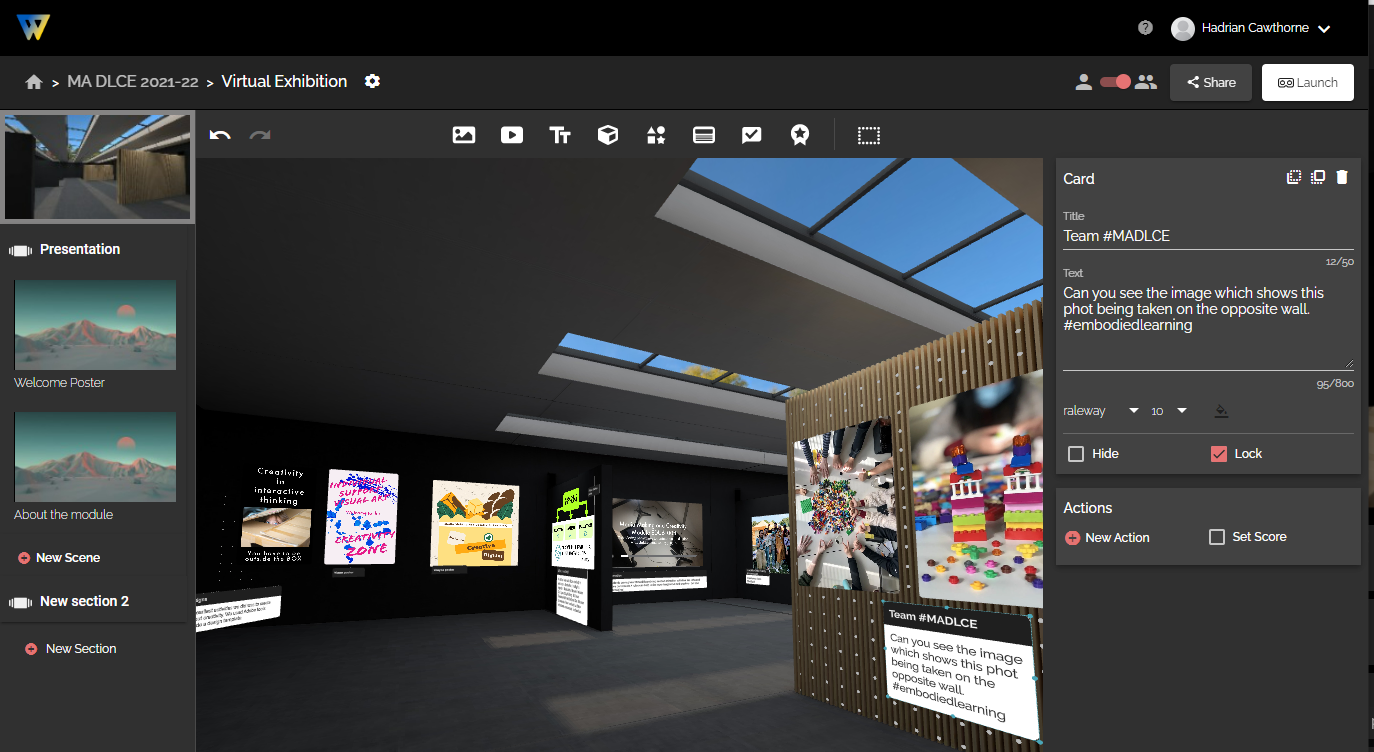 Hadrian Cawthorne
> MA DLCE 2021-22 > Virtual Exhibition
Share
Launch
Presentation
Welcome Poster
About the module
New Scene
New section 2
New Section
Tt
Creativity
in
interactive
thinking
You have to go
outside the BOX
CREATIVITY
ZONE
Creative
Team #MADLCE
Can you see the image
which shows this phot
being taken on the
opposite wall.
#embodiedlearning
Card
Title
Team #MADLCE
12/50
Text
Can you see the image which shows this
phot being taken on the opposite wall.
#embodiedlearning
95/800
raleway
10
Hide
Lock
Actions
New Action
Set Score